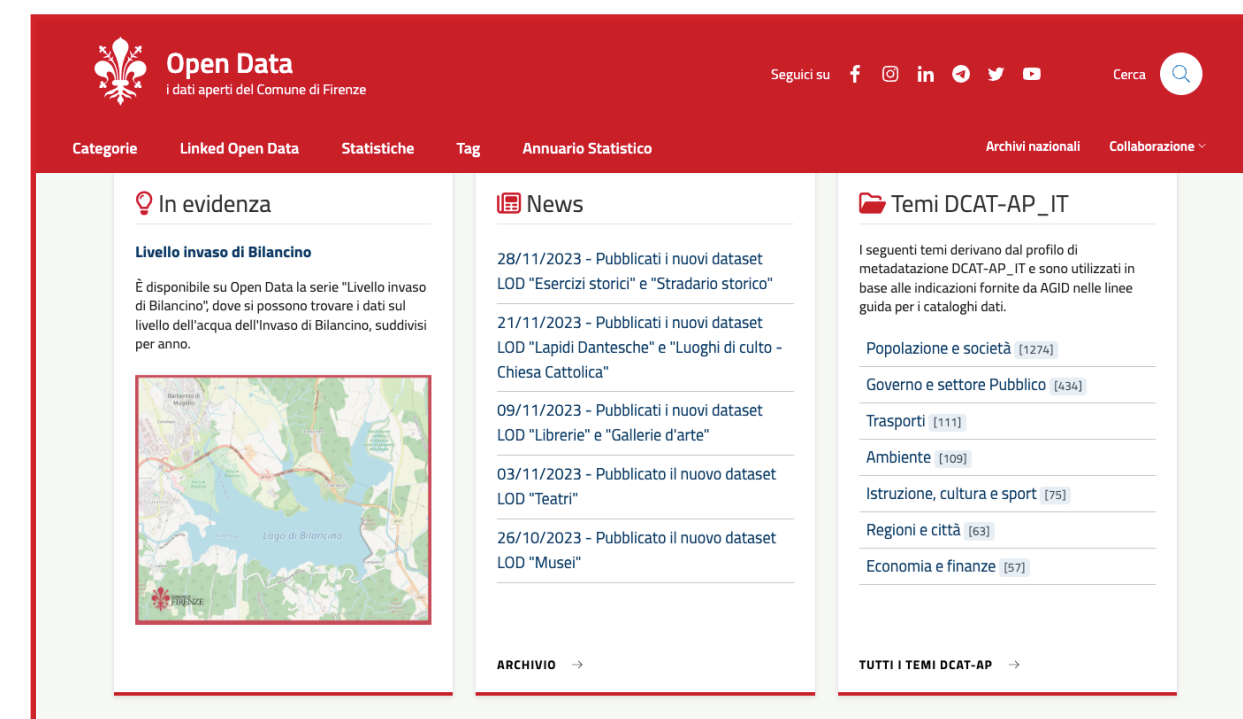 Open Data
i dati aperti del Comune di Firenze
Seguici su
Cerca
Categorie
Linked Open Data
Statistiche
Tag
Annuario Statistico
Archivi nazionali
Collaborazione
In evidenza
Livello invaso di Bilancino
È disponibile su Open Data la serie "Livello invaso
di Bilancino", dove si possono trovare i dati sul
livello dell'acqua dell'Invaso di Bilancino, suddivisi
per anno.
Barberino di
Mugello
Lago di Bilancino
FIRENZE
News
28/11/2023 - Pubblicati i nuovi dataset
LOD "Esercizi storici" e "Stradario storico"
21/11/2023 - Pubblicati i nuovi dataset
LOD "Lapidi Dantesche" e "Luoghi di culto -
Chiesa Cattolica"
09/11/2023 - Pubblicati i nuovi dataset
LOD "Librerie" e "Gallerie d'arte"
03/11/2023 - Pubblicato il nuovo dataset
LOD "Teatri"
26/10/2023 - Pubblicato il nuovo dataset
LOD "Musei"
ARCHIVIO →
Temi DCAT-AP_IT
I seguenti temi derivano dal profilo di
metadatazione DCAT-AP_IT e sono utilizzati in
base alle indicazioni fornite da AGID nelle linee
guida per i cataloghi dati.
Popolazione e società [1274]
Governo e settore Pubblico [434]
Trasporti [111]
Ambiente [109]
Istruzione, cultura e sport [75]
Regioni e città [63]
Economia e finanze [57]
TUTTI I TEMI DCAT-AP →